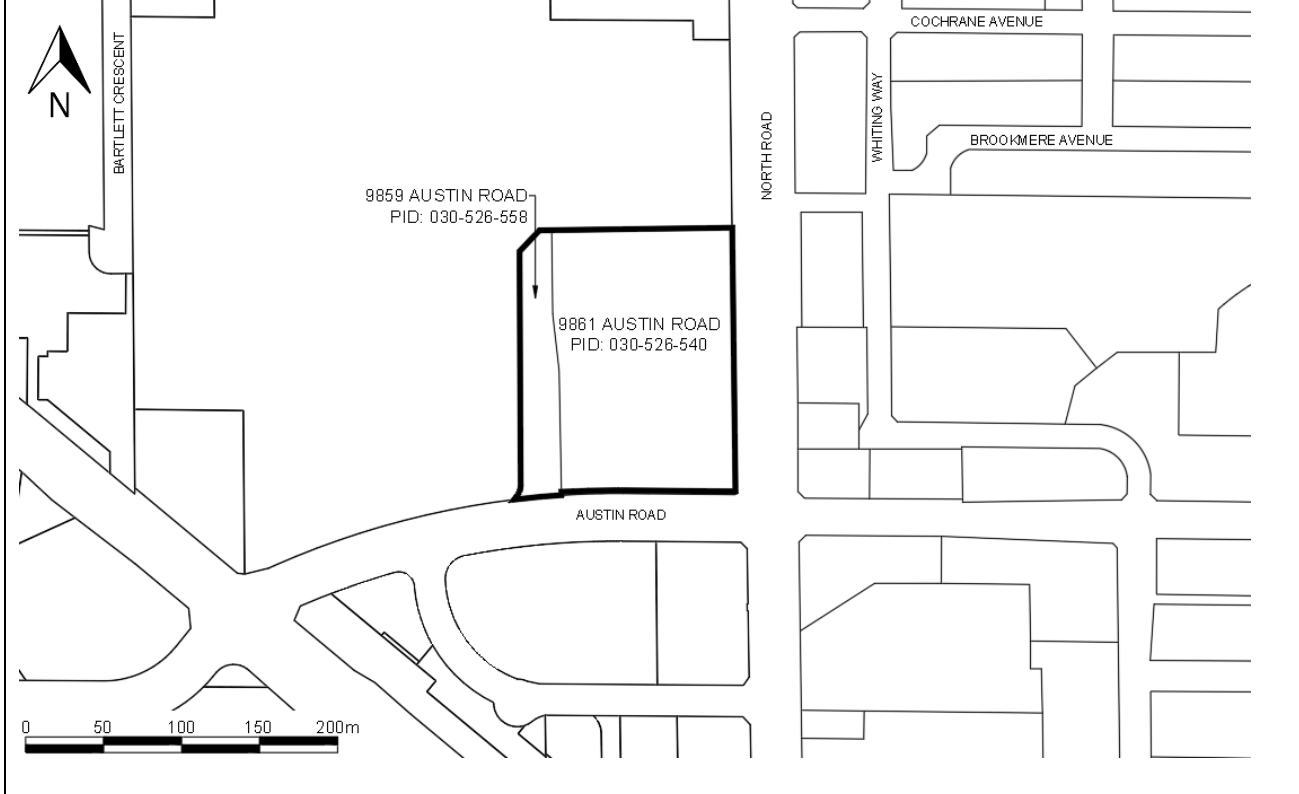 COCHRANE AVENUE
BARTLETT CRESCENT
N
WHITING WAY
NORTH ROAD
BROOKMERE AVENUE
9859 AUSTIN ROAD
PID: 030-526-558
9861 AUSTIN ROAD
PID: 030-526-540
AUSTIN ROAD
0 50 100 150 200m